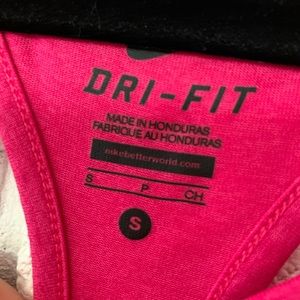 DRI-FIT
MADE IN HONDURAS
FABRIQUE AU HONDURAS
nikebetterworld.com
S P CH
S